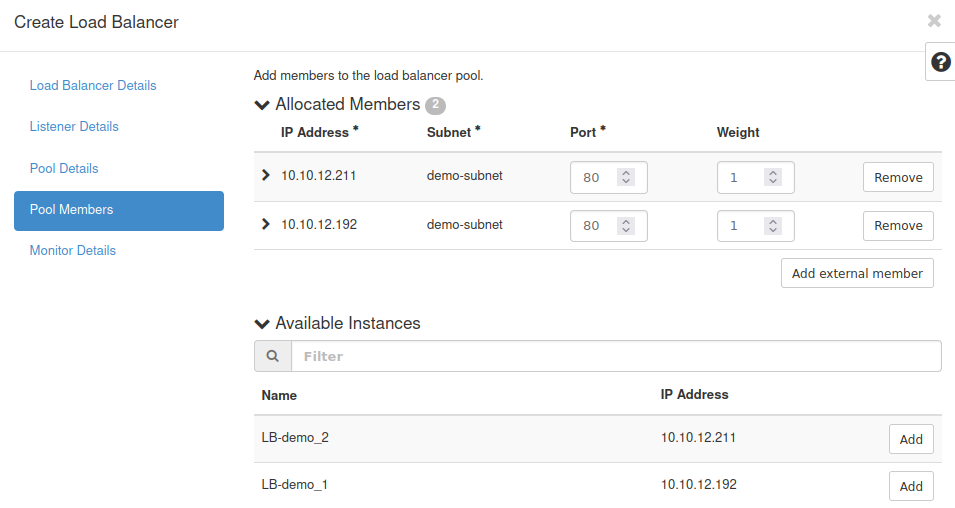 Create Load Balancer
Load Balancer Details
Listener Details
Pool Details
Pool Members
Monitor Details
Add members to the load balancer pool.
Allocated Members 2
IP Address * Subnet * Port * Weight
10.10.12.211 demo-subnet 80 1 Remove
10.10.12.192 demo-subnet 80 1 Remove
Add external member
Available Instances
Filter
Name IP Address
LB-demo_2 10.10.12.211 Add
LB-demo_1 10.10.12.192 Add